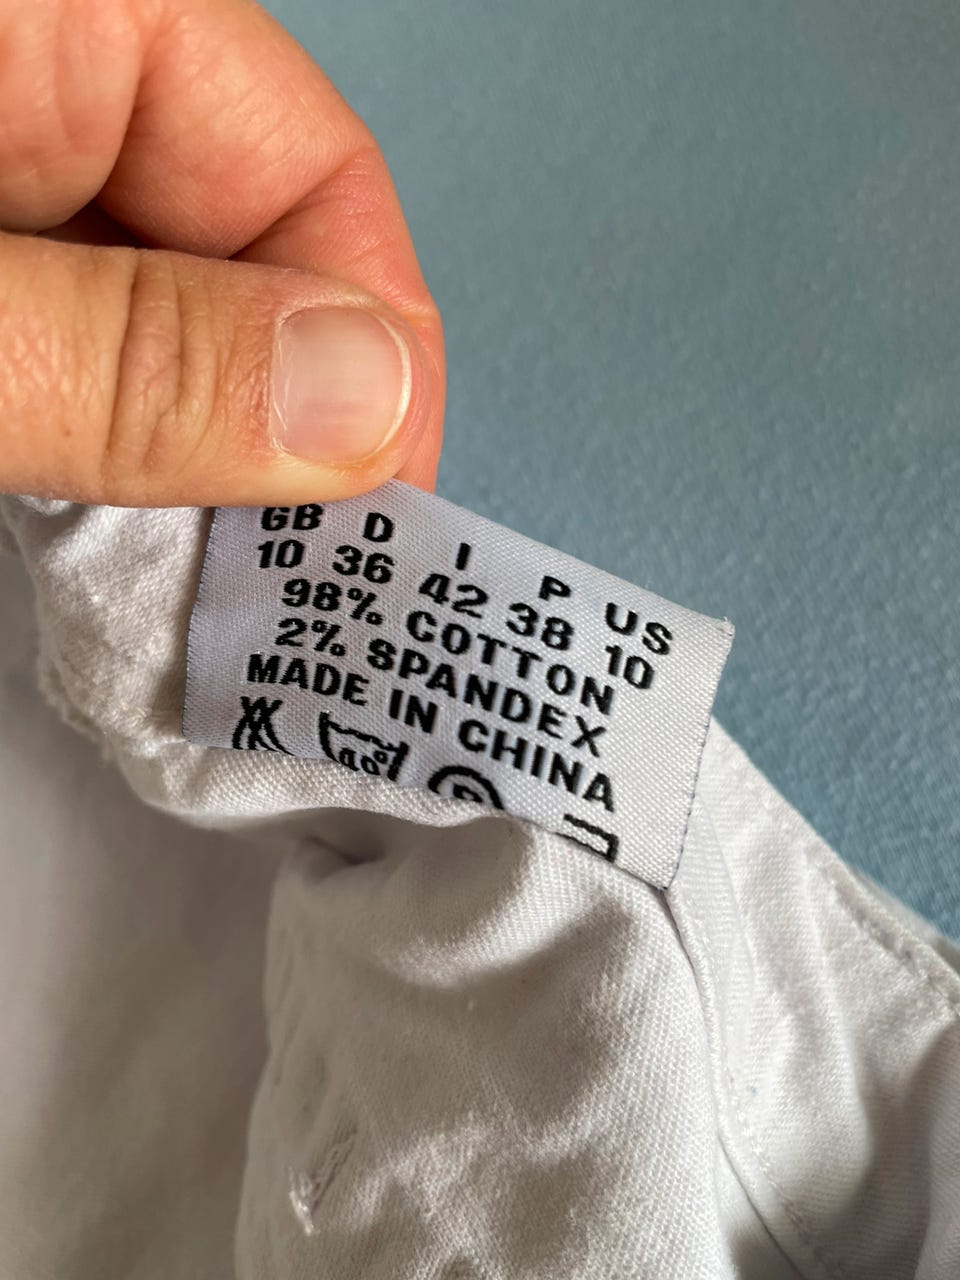 GB D I P US
10 36 42 38 10
98% COTTON
2% SPANDEX
MADE IN CHINA